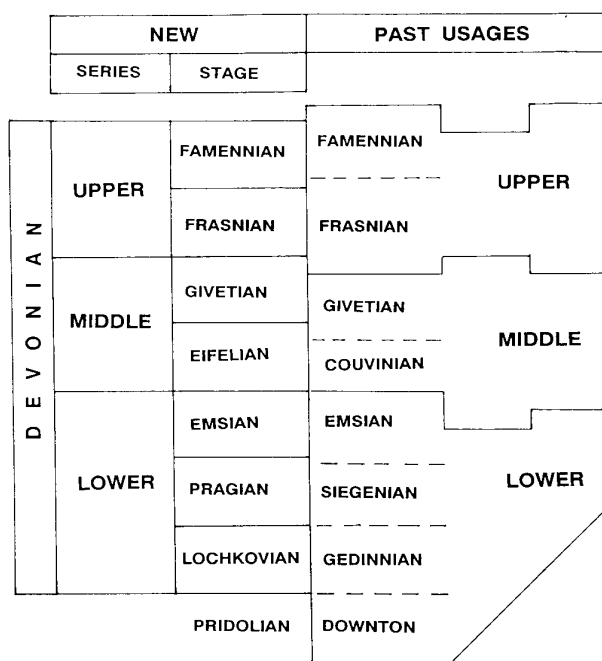 NEW PAST USAGES
SERIES STAGE
FAMENNIAN FAMENNIAN
UPPER UPPER
FRASNIAN FRASNIAN
GIVETIAN GIVETIAN
MIDDLE MIDDLE
EIFELIAN COUVINIAN
EMSIAN EMSIAN
LOWER PRAGIAN SIEGENIAN LOWER
LOCHKOVIAN GEDINNIAN
PRIDOLIAN DOWNTON
DEVONIAN